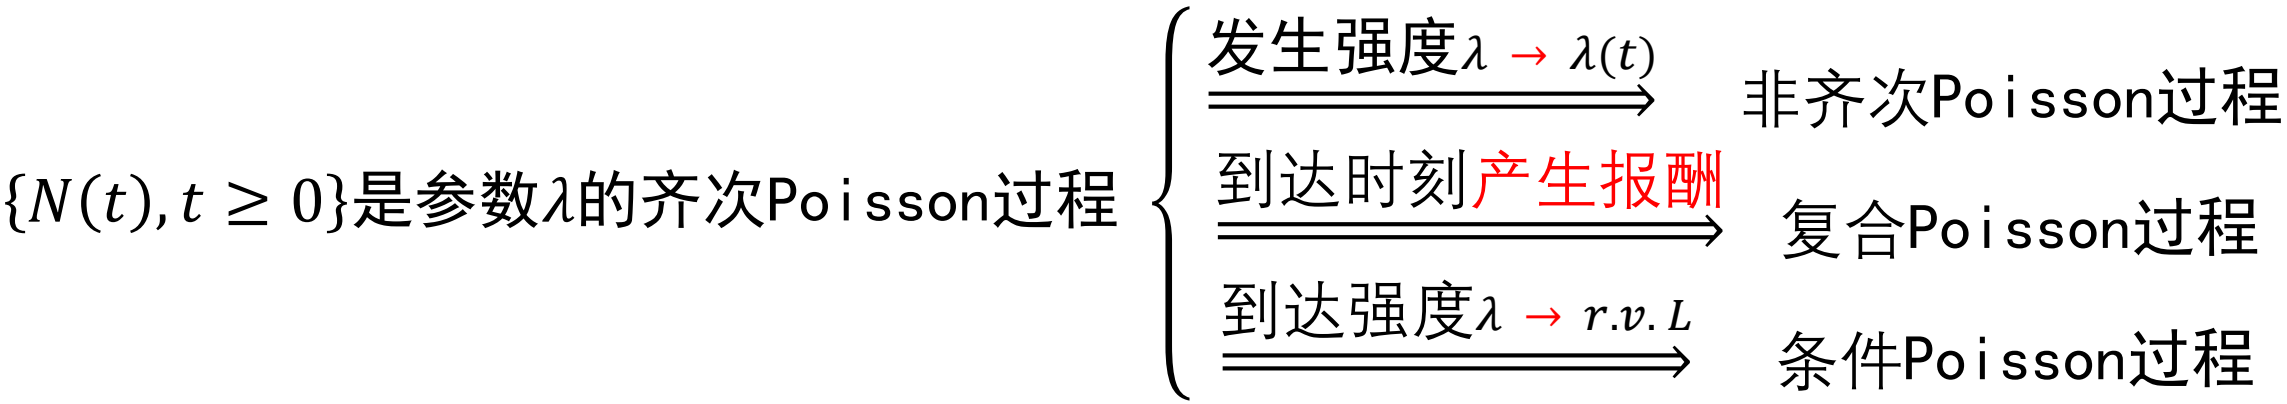 {N(t), t ≥ 0}是参数λ的齐次Poisson过程
发生强度λ → λ(t)
非齐次Poisson过程
到达时刻产生报酬
复合Poisson过程
到达强度λ → r.v. L
条件Poisson过程